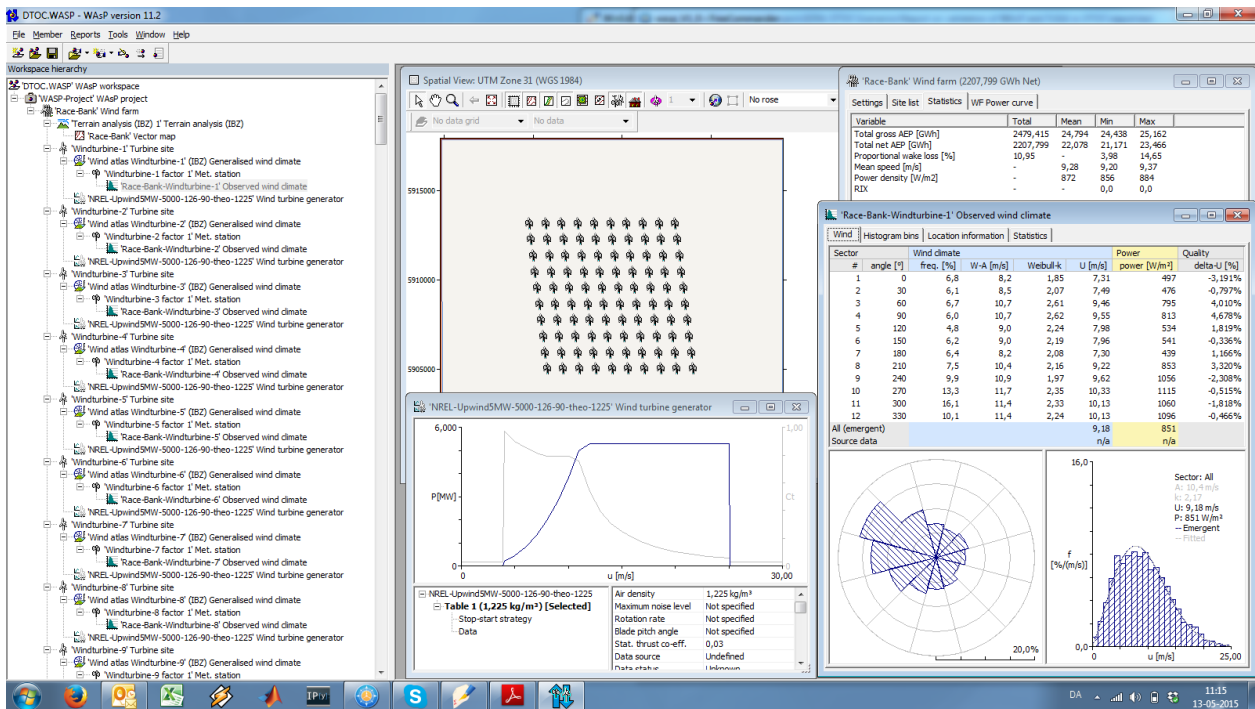 DTOC.WASP - WAsP version 11.2
File Member Reports Tools Window Help
Workspace hierarchy
'DTOC.WASP' WAsP workspace
'WASP-Project' WAsP project
'Race-Bank' Wind farm
'Terrain analysis (IBZ) 1' Terrain analysis (IBZ)
'Race-Bank' Vector map
'Windturbine-1' Turbine site
'Wind atlas Windturbine-1' (IBZ) Generalised wind climate
'Windturbine-1 factor 1' Met. station
'Race-Bank-Windturbine-1' Observed wind climate
'NREL-Upwind5MW-5000-126-90-theo-1225' Wind turbine generator
'Windturbine-2' Turbine site
'Wind atlas Windturbine-2' (IBZ) Generalised wind climate
'Windturbine-2 factor 1' Met. station
'Race-Bank-Windturbine-2' Observed wind climate
'NREL-Upwind5MW-5000-126-90-theo-1225' Wind turbine generator
'Windturbine-3' Turbine site
'Wind atlas Windturbine-3' (IBZ) Generalised wind climate
'Windturbine-3 factor 1' Met. station
'Race-Bank-Windturbine-3' Observed wind climate
'NREL-Upwind5MW-5000-126-90-theo-1225' Wind turbine generator
'Windturbine-4' Turbine site
'Wind atlas Windturbine-4' (IBZ) Generalised wind climate
'Windturbine-4 factor 1' Met. station
'Race-Bank-Windturbine-4' Observed wind climate
'NREL-Upwind5MW-5000-126-90-theo-1225' Wind turbine generator
'Windturbine-5' Turbine site
'Wind atlas Windturbine-5' (IBZ) Generalised wind climate
'Windturbine-5 factor 1' Met. station
'Race-Bank-Windturbine-5' Observed wind climate
'NREL-Upwind5MW-5000-126-90-theo-1225' Wind turbine generator
'Windturbine-6' Turbine site
'Wind atlas Windturbine-6' (IBZ) Generalised wind climate
'Windturbine-6 factor 1' Met. station
'Race-Bank-Windturbine-6' Observed wind climate
'NREL-Upwind5MW-5000-126-90-theo-1225' Wind turbine generator
'Windturbine-7' Turbine site
'Wind atlas Windturbine-7' (IBZ) Generalised wind climate
'Windturbine-7 factor 1' Met. station
'Race-Bank-Windturbine-7' Observed wind climate
'NREL-Upwind5MW-5000-126-90-theo-1225' Wind turbine generator
'Windturbine-8' Turbine site
'Wind atlas Windturbine-8' (IBZ) Generalised wind climate
'Windturbine-8 factor 1' Met. station
'Race-Bank-Windturbine-8' Observed wind climate
'NREL-Upwind5MW-5000-126-90-theo-1225' Wind turbine generator
'Windturbine-9' Turbine site
'Wind atlas Windturbine-9' (IBZ) Generalised wind climate
'Windturbine-9 factor 1' Met. station
Spatial View: UTM Zone 31 (WGS 1984)
1 No rose
No data grid No data
5915000
5910000
5905000
'Race-Bank' Wind farm (2207,799 GWh Net)
Settings Site list Statistics WF Power curve
Variable Total Mean Min Max
Total gross AEP [GWh] 2479,415 24,794 24,438 25,162
Total net AEP [GWh] 2207,799 22,078 21,171 23,466
Proportional wake loss [%] 10,95 - 3,98 14,65
Mean speed [m/s] - 9,28 9,20 9,37
Power density [W/m2] - 872 856 884
RIX - - 0,0 0,0
'Race-Bank-Windturbine-1' Observed wind climate
Wind Histogram bins Location information Statistics
Sector Wind climate Power Quality
# angle [°] freq. [%] W-A [m/s] Weibull-k U [m/s] power [W/m²] delta-U [%]
1 0 6,8 8,2 1,85 7,31 497 -3,191%
2 30 6,1 8,5 2,07 7,49 476 -0,797%
3 60 6,7 10,7 2,61 9,46 795 4,010%
4 90 6,0 10,7 2,62 9,55 813 4,678%
5 120 4,8 9,0 2,24 7,98 534 1,819%
6 150 6,2 9,0 2,19 7,96 541 -0,336%
7 180 6,4 8,2 2,08 7,30 439 1,166%
8 210 7,5 10,4 2,16 9,22 853 3,320%
9 240 9,9 10,9 1,97 9,62 1056 -2,308%
10 270 13,3 11,7 2,35 10,33 1115 -0,515%
11 300 16,1 11,4 2,33 10,13 1060 -1,818%
12 330 10,1 11,4 2,24 10,13 1096 -0,466%
All (emergent) 9,18 851
Source data n/a n/a
20,0%
16,0
f
[%/(m/s)]
0,0
0 u [m/s] 25,00
Sector: All
A: 10,4 m/s
k: 2,17
U: 9,18 m/s
P: 851 W/m²
Emergent
Fitted
'NREL-Upwind5MW-5000-126-90-theo-1225' Wind turbine generator
6,000 1,00
P[MW] Ct
0 0
0 u [m/s] 30,00
NREL-Upwind5MW-5000-126-90-theo-1225
Table 1 (1,225 kg/m³) [Selected]
Stop-start strategy
Data
Air density 1,225 kg/m³
Maximum noise level Not specified
Rotation rate Not specified
Blade pitch angle Not specified
Stat. thrust co-eff. 0,03
Data source Undefined
Data status Unknown
IP[y]:
DA
11:15
13-05-2015